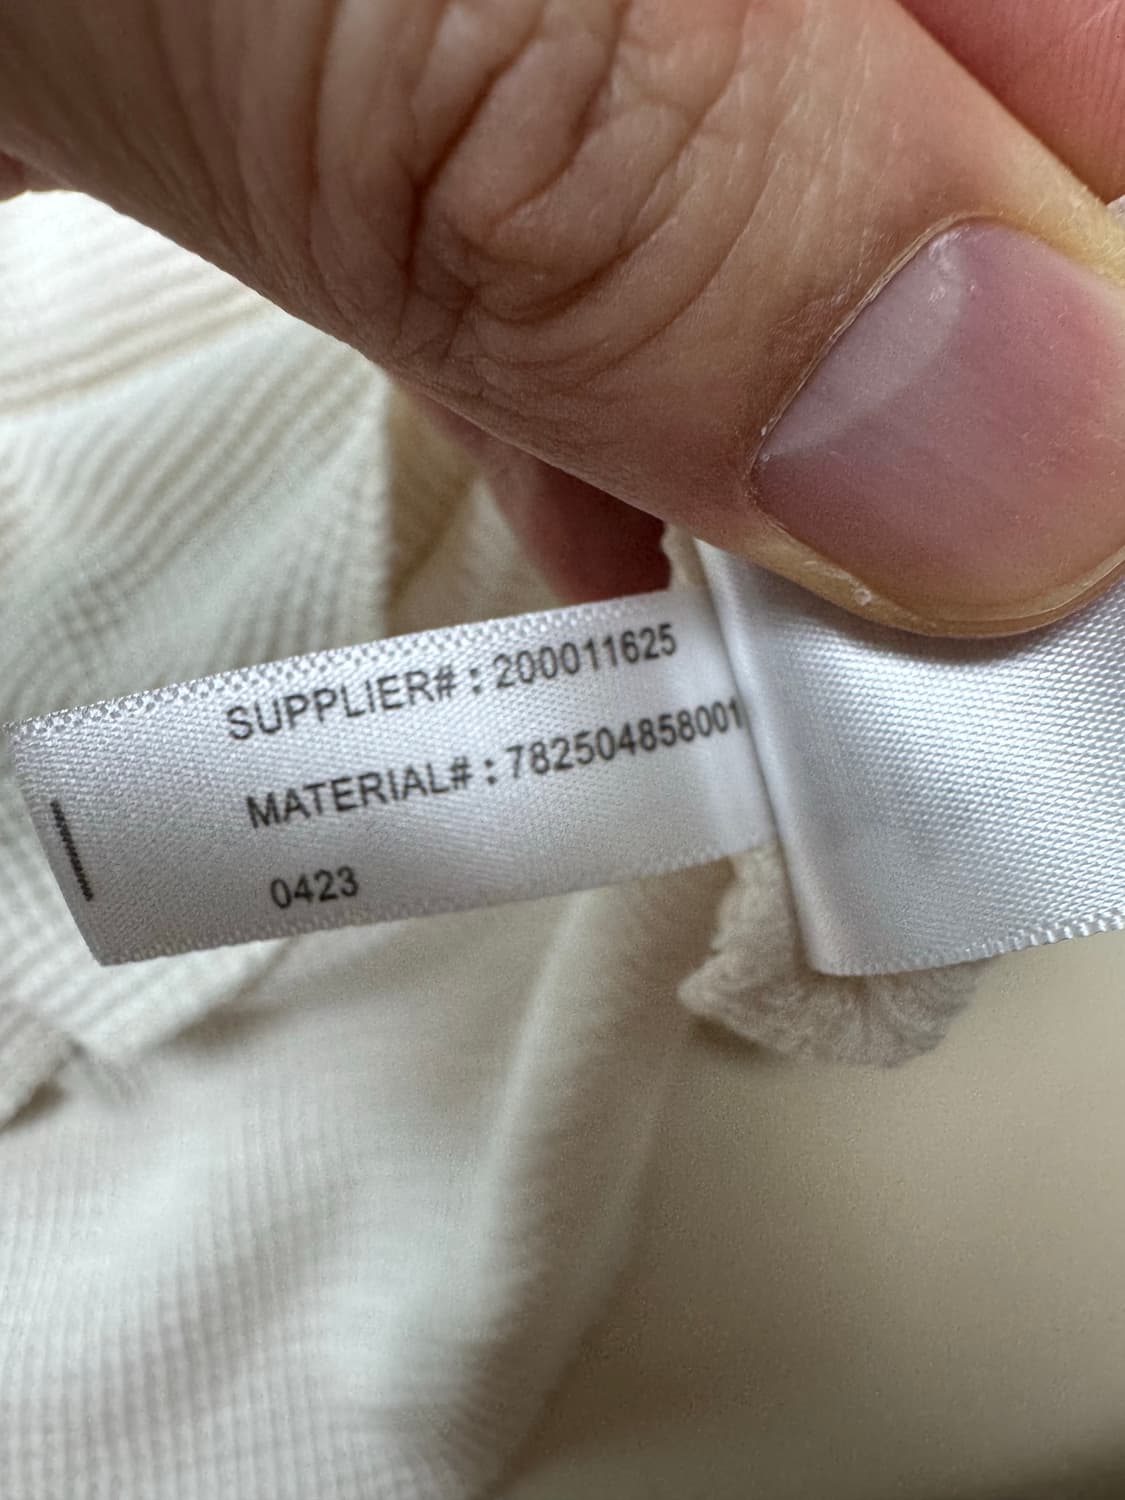 SUPPLIER# : 200011625
MATERIAL# : 782504858001
0423